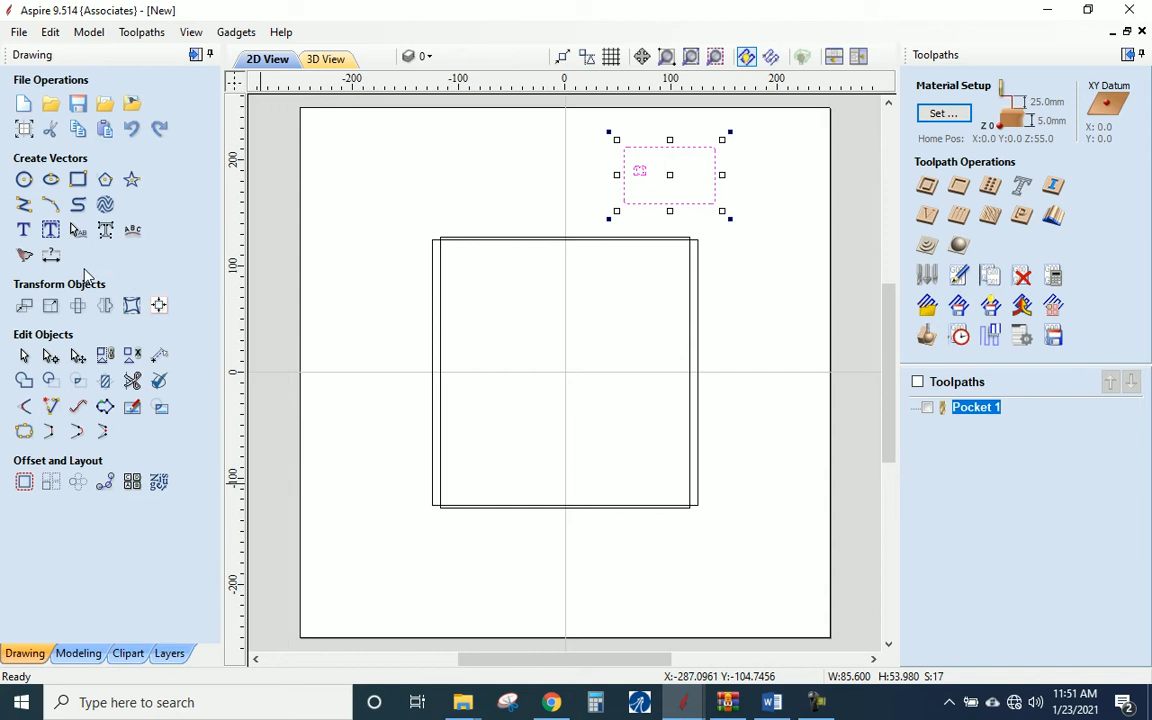 Aspire 9.514 {Associates} - [New]
File Edit Model Toolpaths View Gadgets Help
Drawing
File Operations
Create Vectors
Transform Objects
Edit Objects
Offset and Layout
Drawing Modeling Clipart Layers
2D View 3D View
0
-200 -100 0 100 200
200
100
0
-100
-200
Toolpaths
Material Setup
Set ...
Z 0
25.0mm
5.0mm
XY Datum
X: 0.0
Y: 0.0
Home Pos: X:0.0 Y:0.0 Z:55.0
Toolpath Operations
Toolpaths
Pocket 1
Ready
X:-287.0961 Y:-104.7456
W:85.600 H:53.980 S:17
Type here to search
11:51 AM
1/23/2021
2